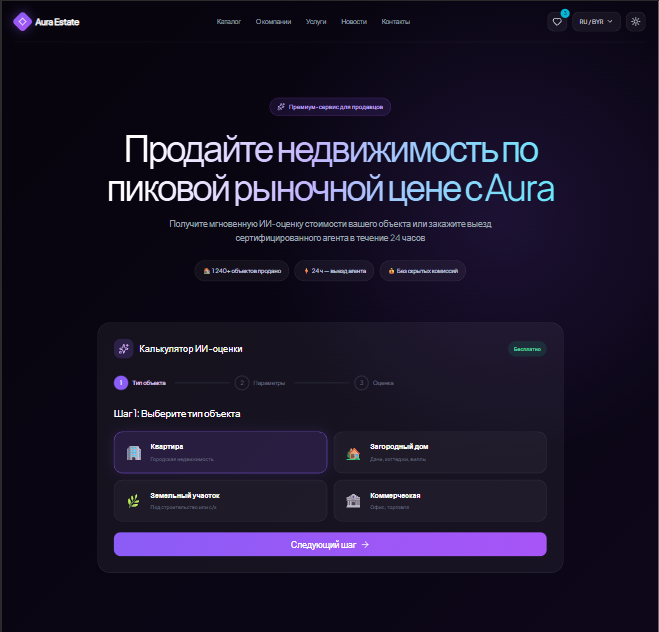 Aura Estate
Каталог
О компании
Услуги
Новости
Контакты
RU / BYR
Премиум-сервис для продавцов
Продайте недвижимость по
пиковой рыночной цене с Aura
Получите мгновенную ИИ-оценку стоимости вашего объекта или закажите выезд
сертифицированного агента в течение 24 часов
1 240+ объектов продано
24 ч — выезд агента
Без скрытых комиссий
Калькулятор ИИ-оценки
Бесплатно
1
Тип объекта
2
Параметры
3
Оценка
Шаг 1: Выберите тип объекта
Квартира
Городская недвижимость
Загородный дом
Дачи, коттеджи, виллы
Земельный участок
Под строительство или с/х
Коммерческая
Офис, торговля
Следующий шаг →